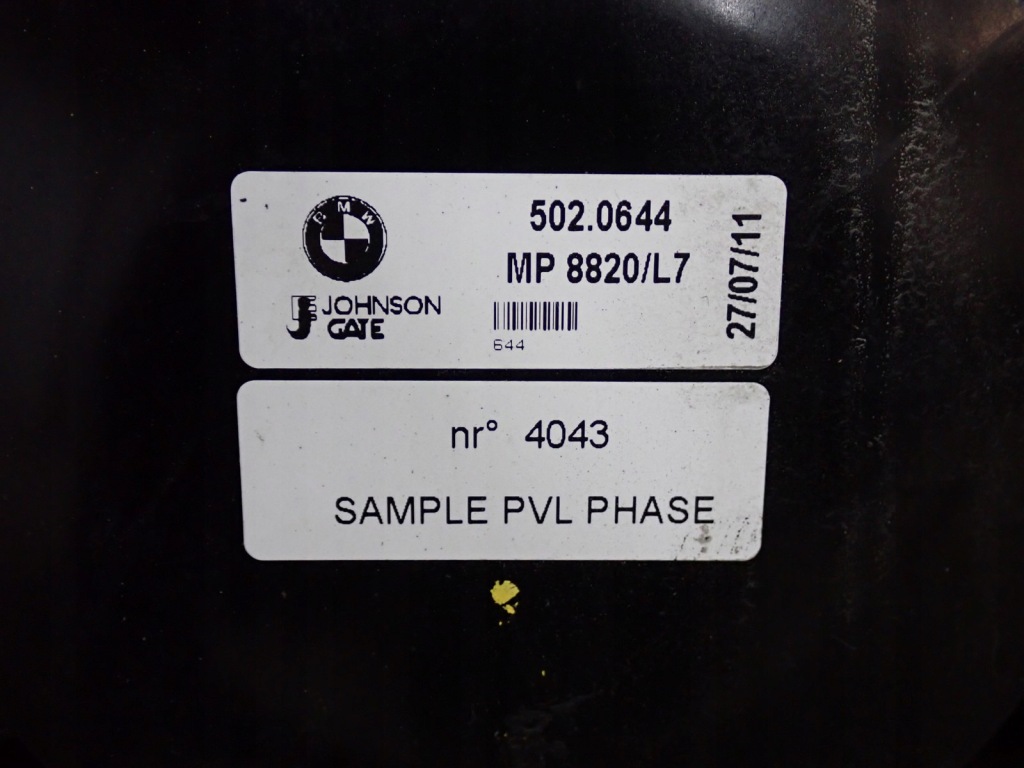 BMW
JOHNSON
GATE
502.0644
MP 8820/L7
644
27/07/11
nr° 4043
SAMPLE PVL PHASE